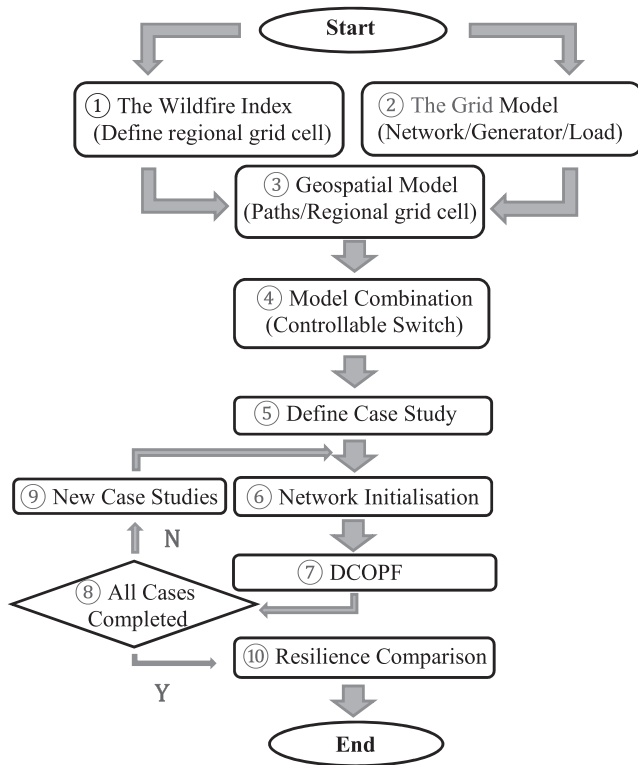 Start
① The Wildfire Index
(Define regional grid cell)
② The Grid Model
(Network/Generator/Load)
③ Geospatial Model
(Paths/Regional grid cell)
④ Model Combination
(Controllable Switch)
⑤ Define Case Study
⑨ New Case Studies
⑥ Network Initialisation
N
⑦ DCOPF
⑧ All Cases
Completed
⑩ Resilience Comparison
Y
End